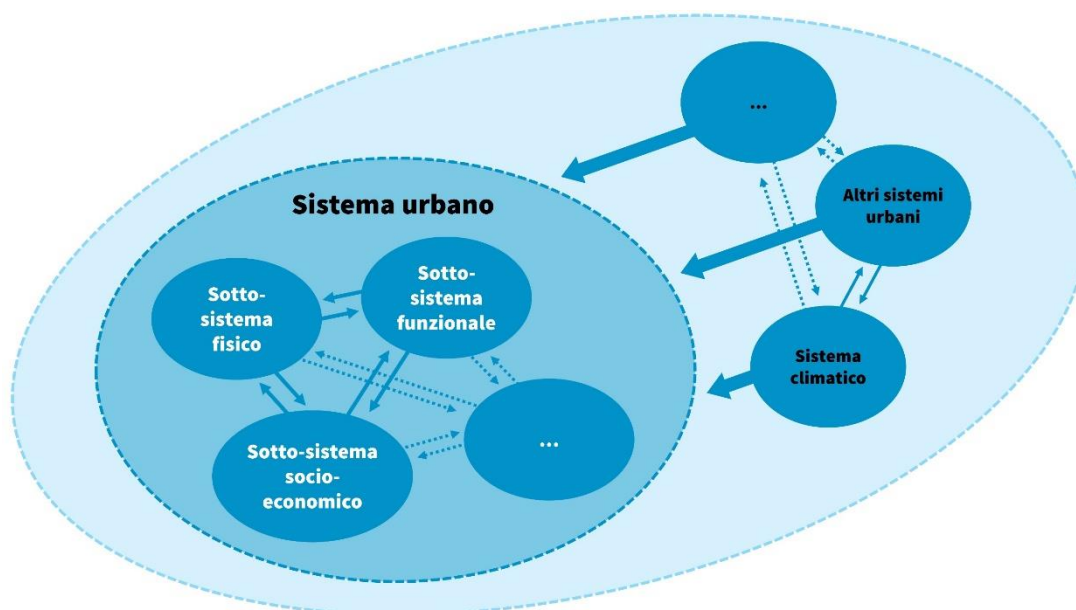 ...
Altri sistemi
urbani
Sistema urbano
Sotto-
sistema
funzionale
Sotto-
sistema
fisico
Sistema
climatico
...
Sotto-sistema
socio-
economico